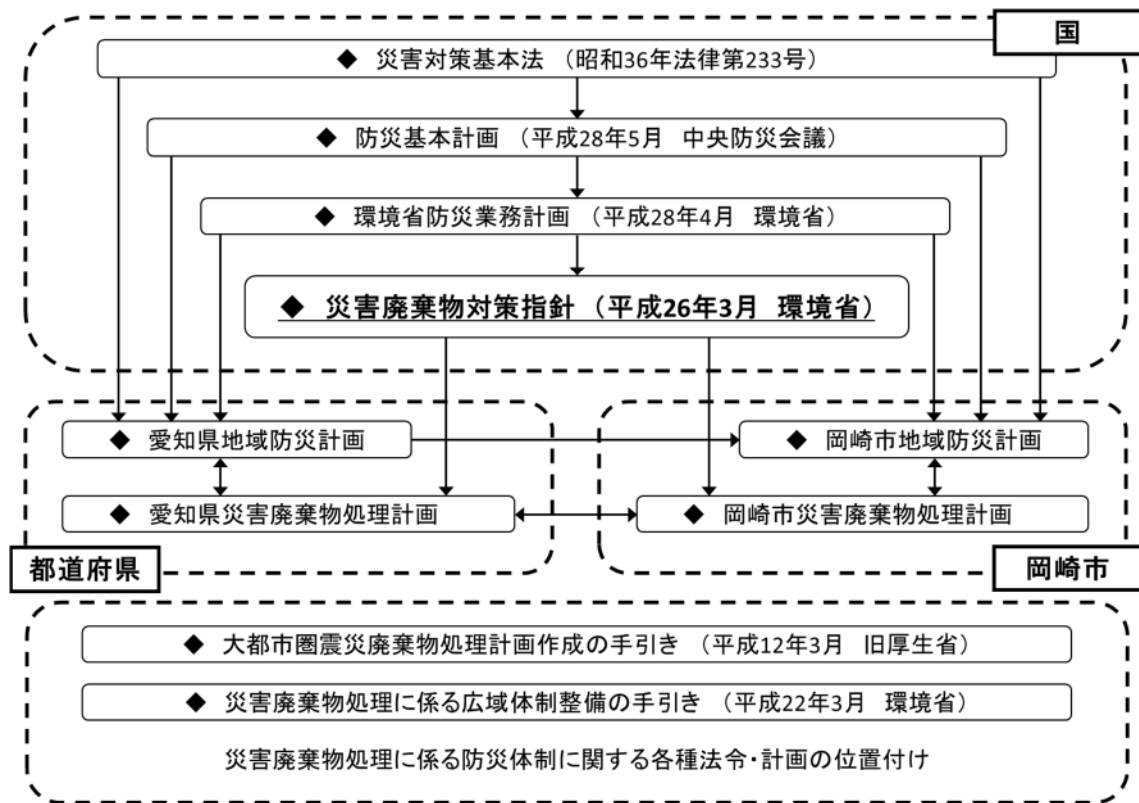 国
◆ 災害対策基本法 （昭和36年法律第233号）
◆ 防災基本計画 （平成28年5月 中央防災会議）
◆ 環境省防災業務計画 （平成28年4月 環境省）
◆ 災害廃棄物対策指針 （平成26年3月 環境省）
◆ 愛知県地域防災計画
◆ 岡崎市地域防災計画
◆ 愛知県災害廃棄物処理計画
◆ 岡崎市災害廃棄物処理計画
都道府県
岡崎市
◆ 大都市圏震災廃棄物処理計画作成の手引き （平成12年3月 旧厚生省）
◆ 災害廃棄物処理に係る広域体制整備の手引き （平成22年3月 環境省）
災害廃棄物処理に係る防災体制に関する各種法令・計画の位置付け